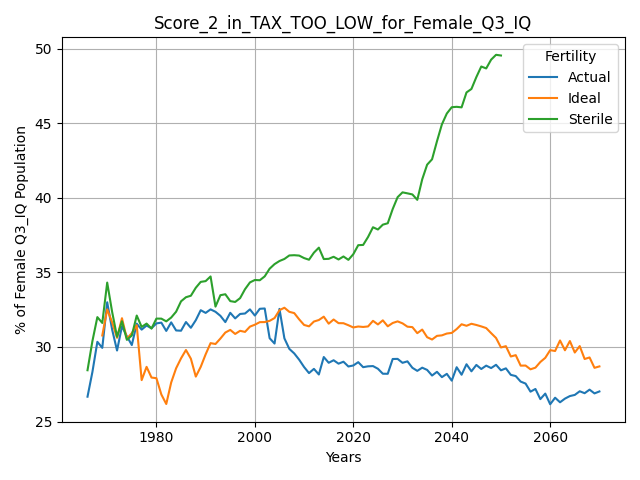 Score_2_in_TAX_TOO_LOW_for_Female_Q3_IQ
% of Female Q3_IQ Population
50
45
40
35
30
25
1980
2000
2020
2040
2060
Years
Fertility
Actual
Ideal
Sterile